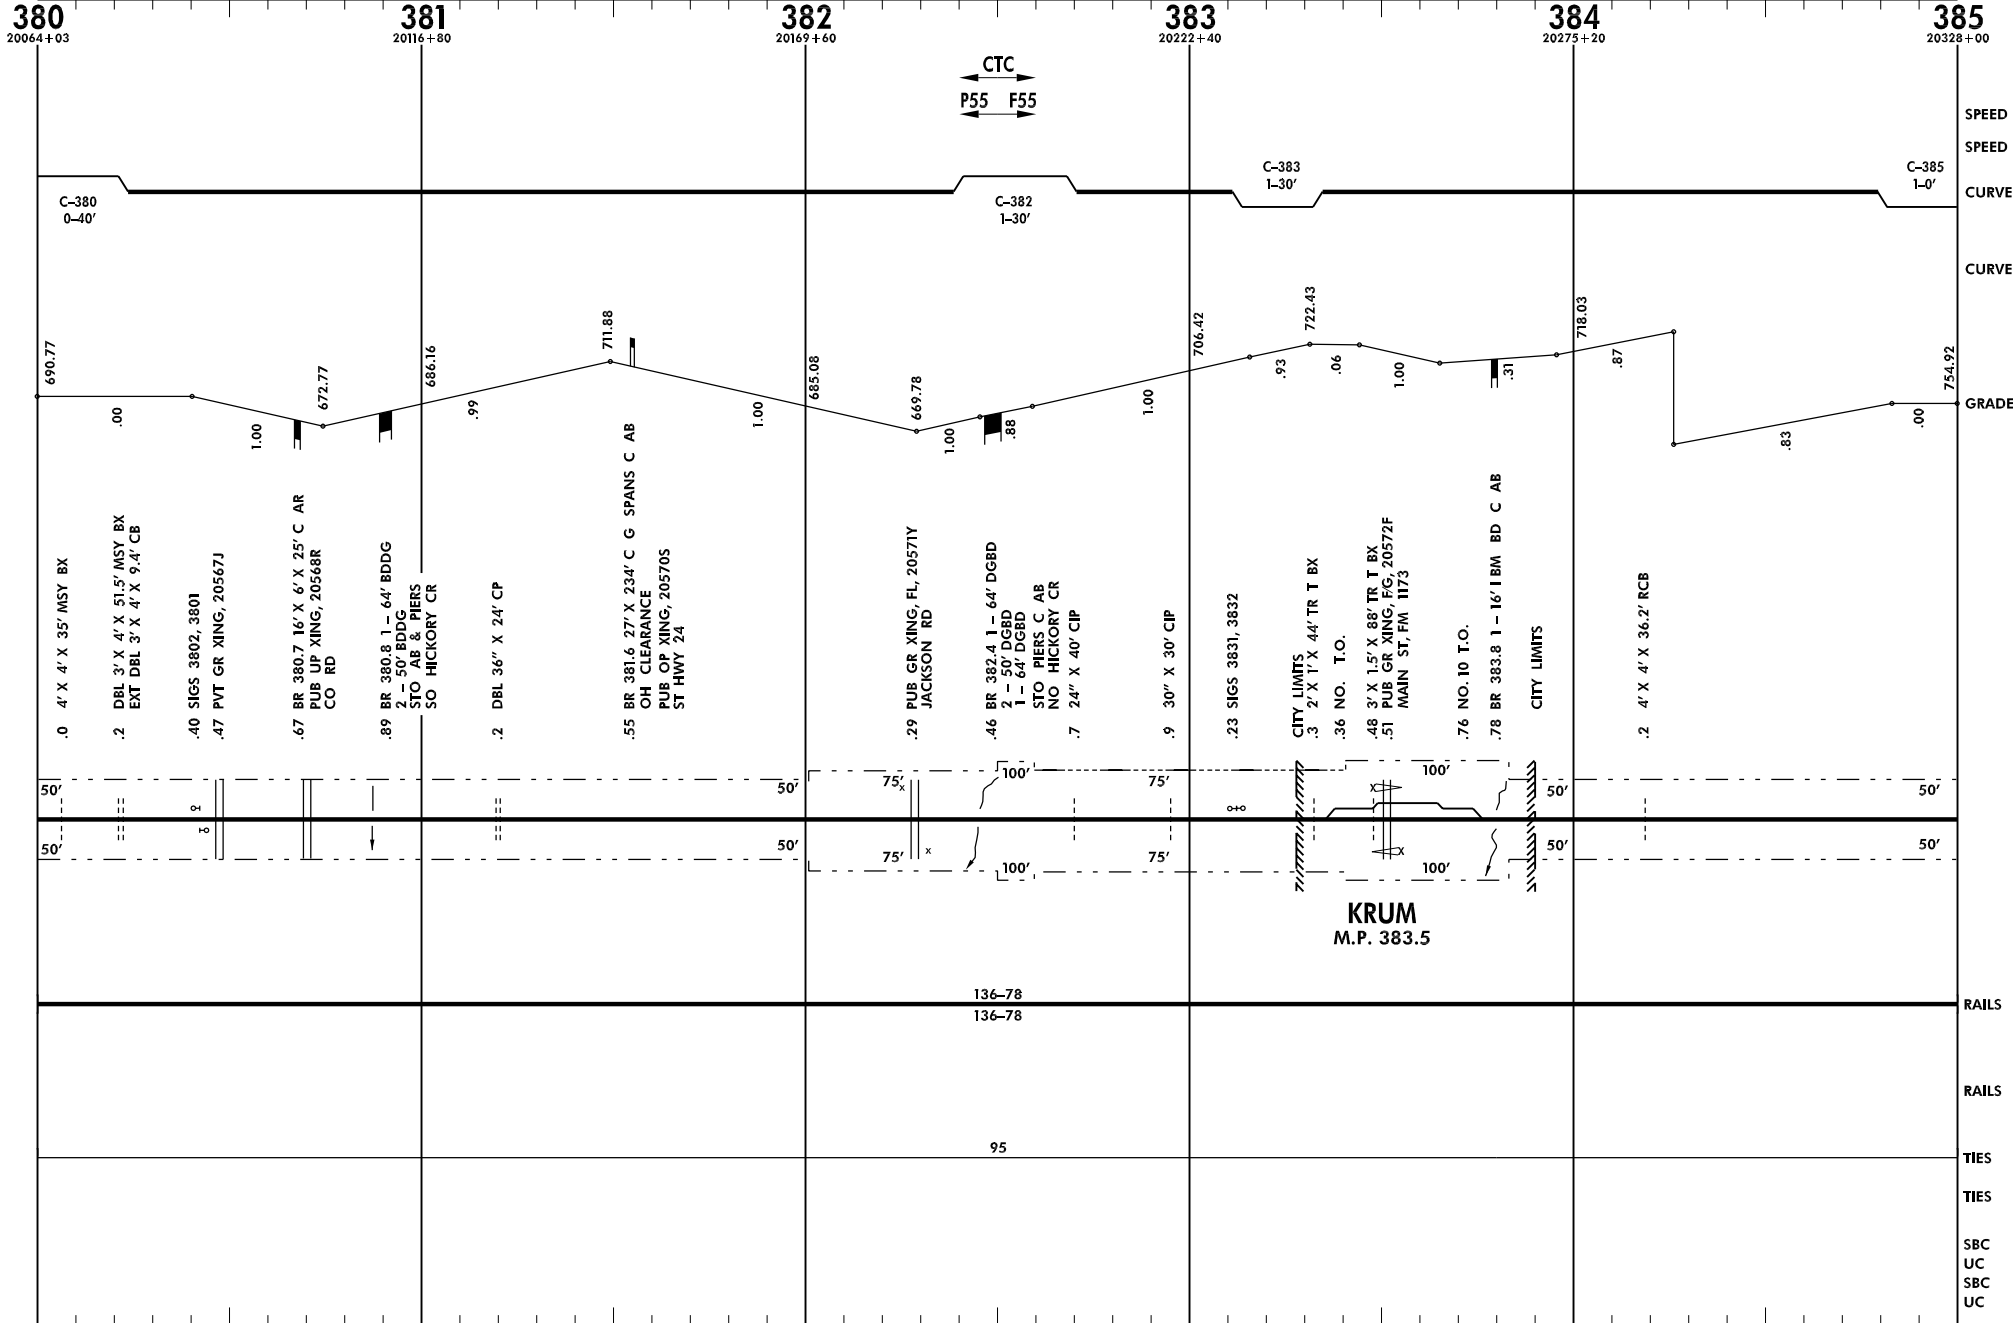 380 381 382 383 384 385
20064+03 20116+80 20169+60 20222+40 20275+20 20328+00
CTC
P55 F55
SPEED
SPEED
C-380
0-40'
C-382
1-30'
C-383
1-30'
C-385
1-0'
CURVE
CURVE
690.77
672.77
686.16
711.88
685.08
669.78
706.42
722.43
718.03
754.92
.00
1.00
.99
1.00
1.00
.88
1.00
.93
.06
1.00
.31
.87
.83
.00
GRADE
.0 4' X 4' X 35' MSY BX
.2 DBL 3' X 4' X 51.5' MSY BX
EXT DBL 3' X 4' X 9.4' CB
.40 SIGS 3802, 3801
.47 PVT GR XING, 20567J
.67 BR 380.7 16' X 6' X 25' C AR
PUB UP XING, 20568R
CO RD
.89 BR 380.8 1 - 64' BDDG
2 - 50' BDDG
STO AB & PIERS
SO HICKORY CR
.2 DBL 36" X 24' CP
.55 BR 381.6 27' X 234' C G SPANS C AB
OH CLEARANCE
PUB OP XING, 20570S
ST HWY 24
.29 PUB GR XING, FL, 20571Y
JACKSON RD
.46 BR 382.4 1 - 64' DGBD
2 - 50' DGBD
1 - 64' DGBD
STO PIERS C AB
NO HICKORY CR
.7 24" X 40' CIP
.9 30" X 30' CIP
.23 SIGS 3831, 3832
CITY LIMITS
.3 2' X 1' X 44' TR T BX
.36 NO. T.O.
.48 3' X 1.5' X 88' TR T BX
.51 PUB GR XING, F/G, 20572F
MAIN ST, FM 1173
.76 NO. 10 T.O.
.78 BR 383.8 1 - 16' I BM BD C AB
CITY LIMITS
.2 4' X 4' X 36.2' RCB
50' 50' 75' 100' 75' 100' 50' 50'
x
X
50' 50' 75' 100' 75' 100' 50' 50'
x
X
KRUM
M.P. 383.5
136-78
136-78
RAILS
RAILS
95
TIES
TIES
SBC
UC
SBC
UC